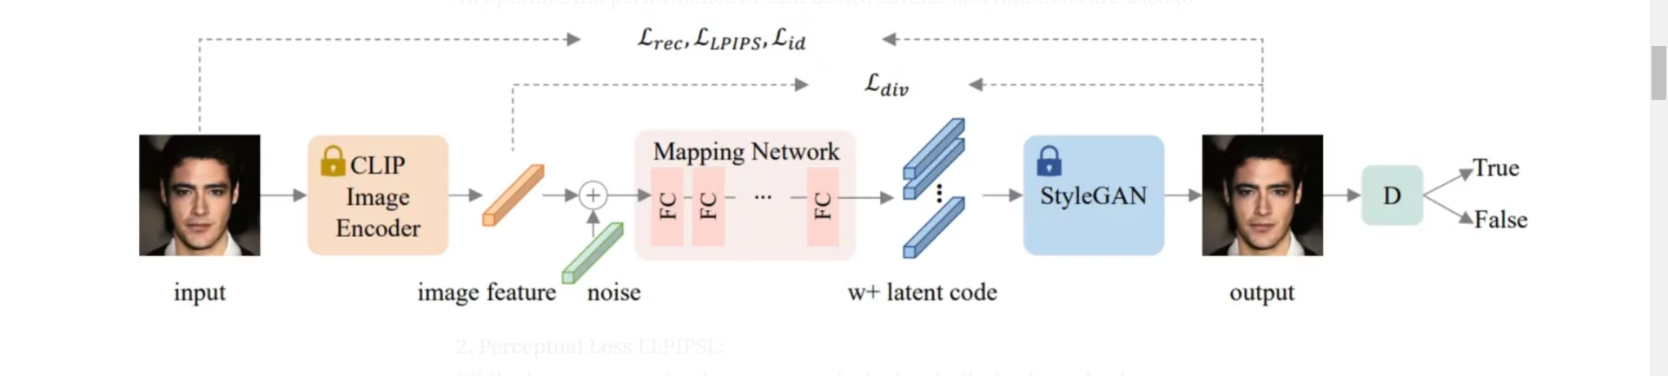 ℒrec, ℒLPIPS, ℒid
ℒdiv
CLIP
Image
Encoder
Mapping Network
FC
FC
...
FC
StyleGAN
D
True
False
input
image feature
noise
w+ latent code
output
2. Perceptual Loss LLPIPSL: